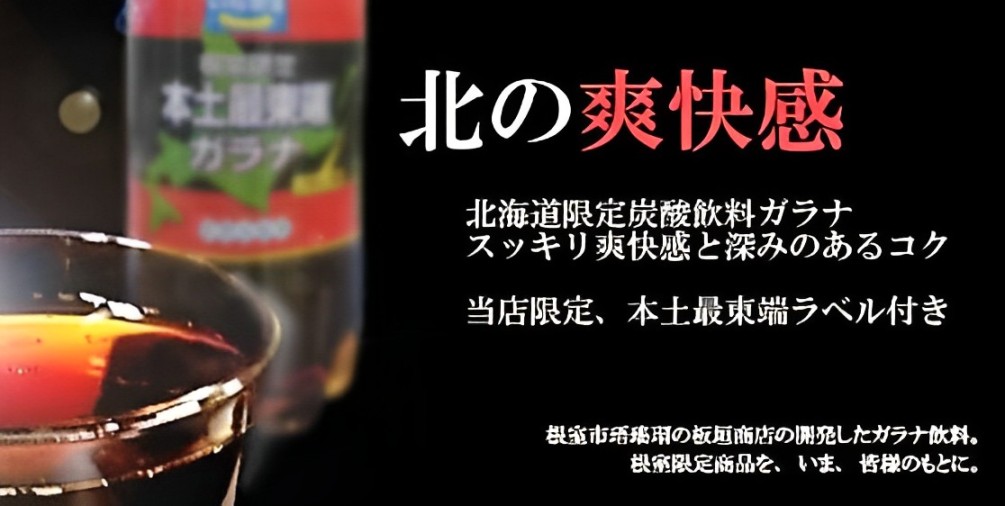 本土最東端
ガラナ
北の爽快感
北海道限定炭酸飲料ガラナ
スッキリ爽快感と深みのあるコク
当店限定、本土最東端ラベル付き
根室市珸瑶瑁の板垣商店の開発したガラナ飲料。
根室限定商品を、いま、皆様のもとに。